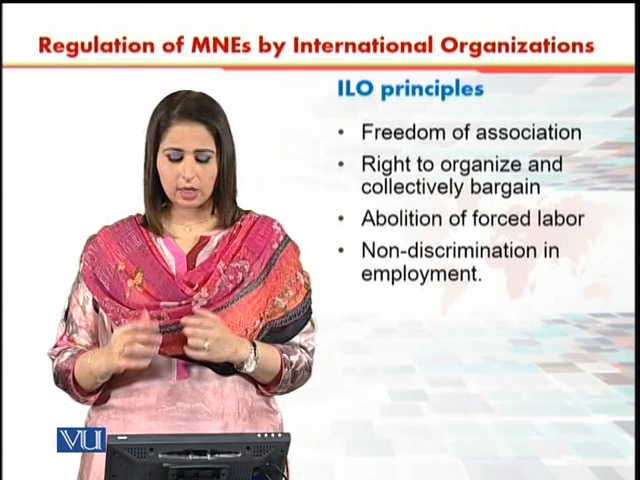 Regulation of MNEs by International Organizations
ILO principles
• Freedom of association
• Right to organize and
collectively bargain
• Abolition of forced labor
• Non-discrimination in
employment.
VU